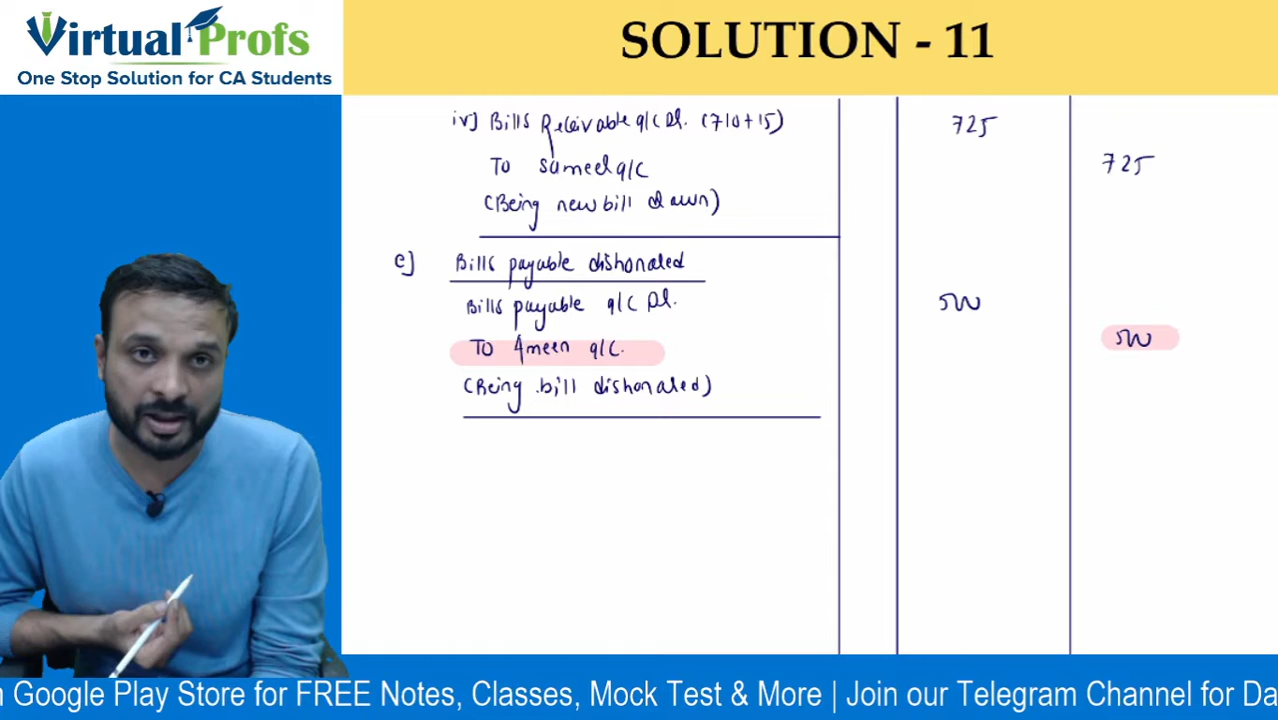 Virtual Profs
One Stop Solution for CA Students
SOLUTION - 11
iv) Bills Receivable a/c Dr. (710+15) 725
To Sameer a/c 725
(Being new bill drawn)
e) Bills payable dishonored
Bills payable a/c Dr. 500
To Ameen a/c. 500
(Being bill dishonored)
n Google Play Store for FREE Notes, Classes, Mock Test & More | Join our Telegram Channel for Da